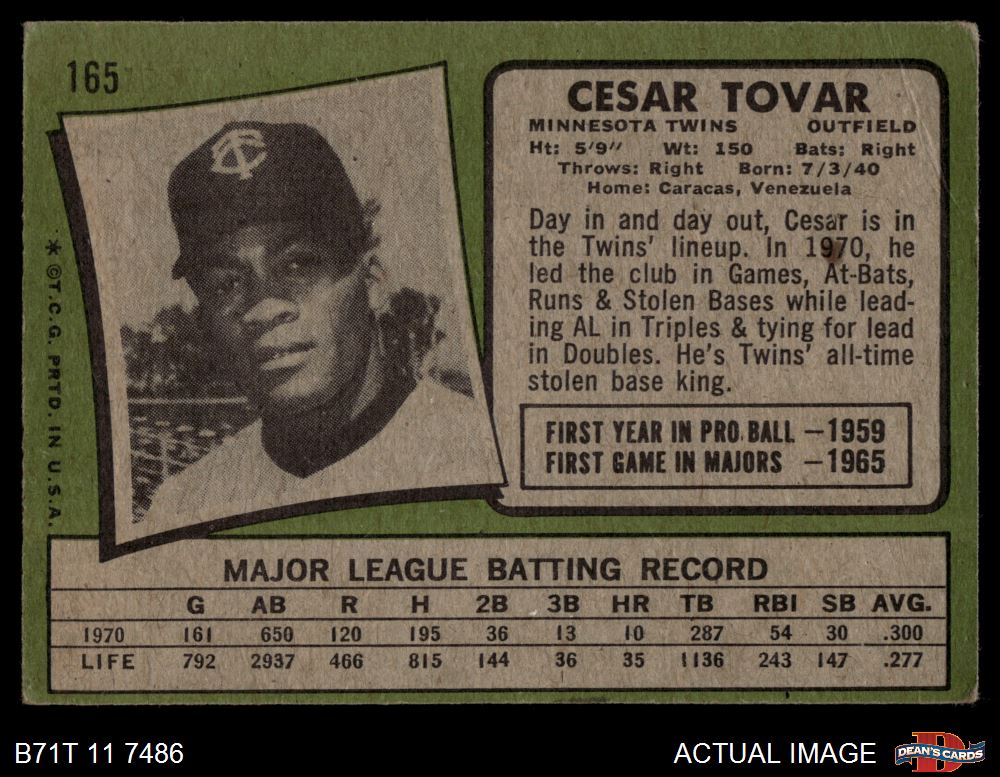 165
CESAR TOVAR
MINNESOTA TWINS OUTFIELD
Ht: 5'9" Wt: 150 Bats: Right
Throws: Right Born: 7/3/40
Home: Caracas, Venezuela
Day in and day out, Cesar is in
the Twins' lineup. In 1970, he
led the club in Games, At-Bats,
Runs & Stolen Bases while lead-
ing AL in Triples & tying for lead
in Doubles. He's Twins' all-time
stolen base king.
FIRST YEAR IN PRO BALL —1959
FIRST GAME IN MAJORS —1965
TC
* ©T.C.G. PRTD. IN U.S.A.
MAJOR LEAGUE BATTING RECORD
G AB R H 2B 3B HR TB RBI SB AVG.
1970 161 650 120 195 36 13 10 287 54 30 .300
LIFE 792 2937 466 815 144 36 35 1136 243 147 .277
B71T 11 7486
ACTUAL IMAGE
D
DEAN'S CARDS